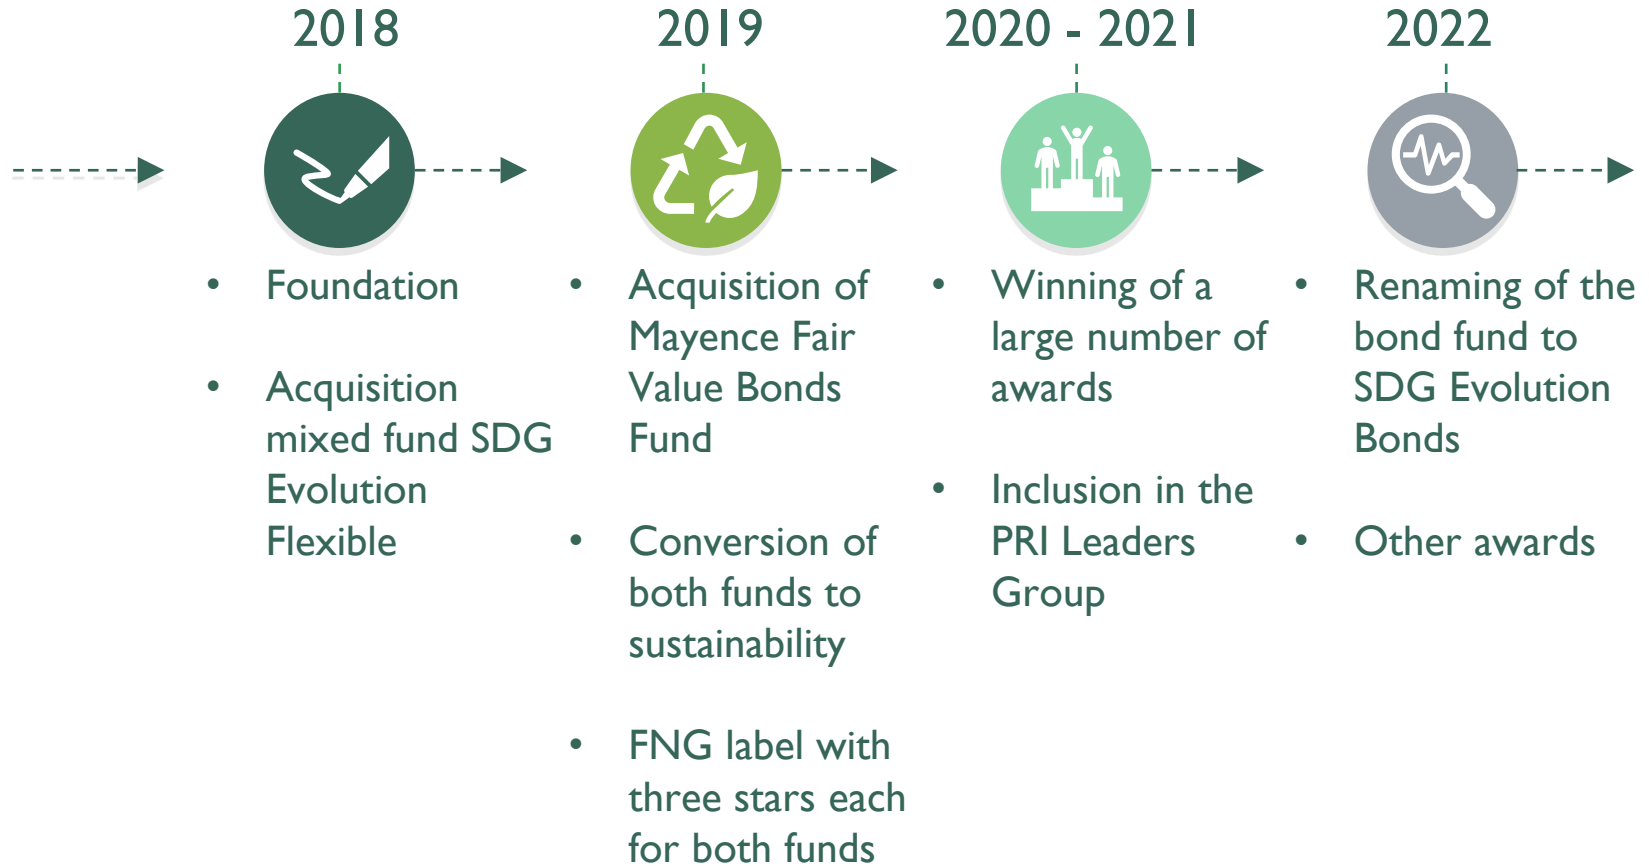 2018
• Foundation
• Acquisition
mixed fund SDG
Evolution
Flexible
2019
• Acquisition of
Mayence Fair
Value Bonds
Fund
• Conversion of
both funds to
sustainability
• FNG label with
three stars each
for both funds
2020 - 2021
• Winning of a
large number of
awards
• Inclusion in the
PRI Leaders
Group
2022
• Renaming of the
bond fund to
SDG Evolution
Bonds
• Other awards